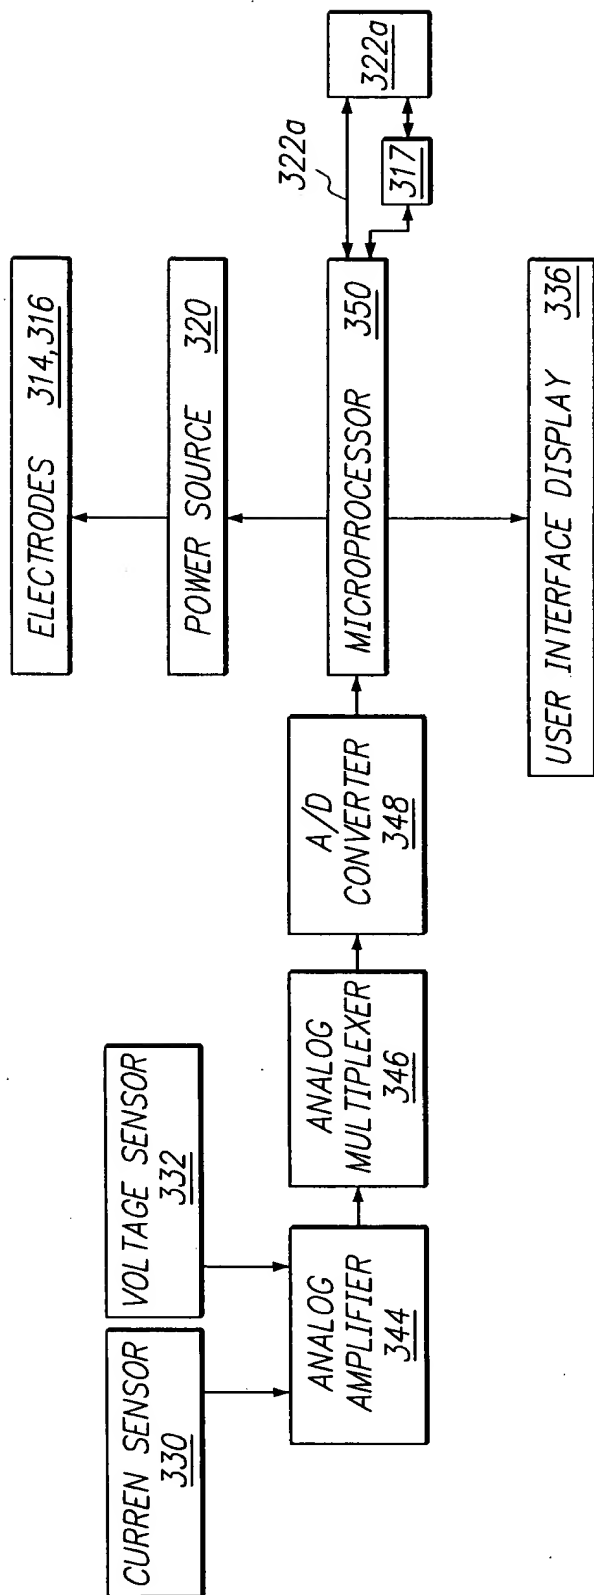 CURREN SENSOR
330
VOLTAGE SENSOR
332
ANALOG
AMPLIFIER
344
ANALOG
MULTIPLEXER
346
A/D
CONVERTER
348
ELECTRODES 314,316
POWER SOURCE 320
MICROPROCESSOR 350
USER INTERFACE DISPLAY 336
322a
317
322a